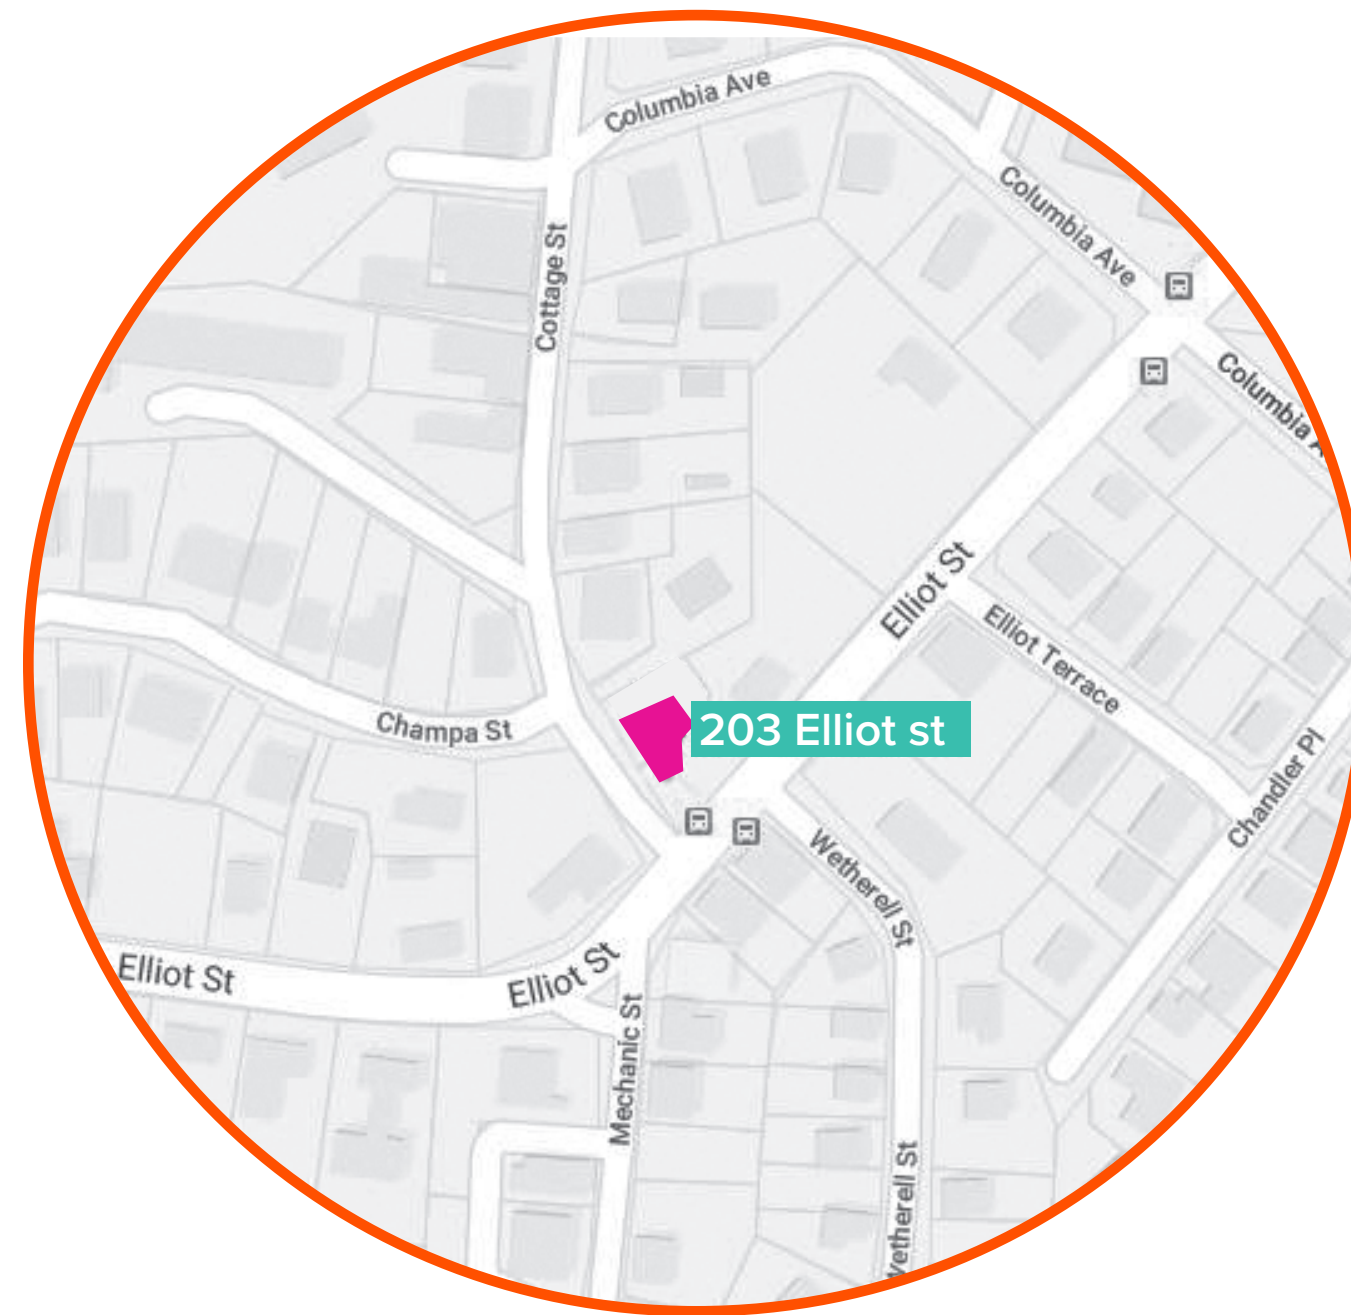 Columbia Ave
Columbia Ave
Cottage St
Columbia A
Elliot St
Elliot Terrace
Champa St
203 Elliot st
Chandler Pl
Wetherell St
Elliot St
Elliot St
Mechanic St
Wetherell St